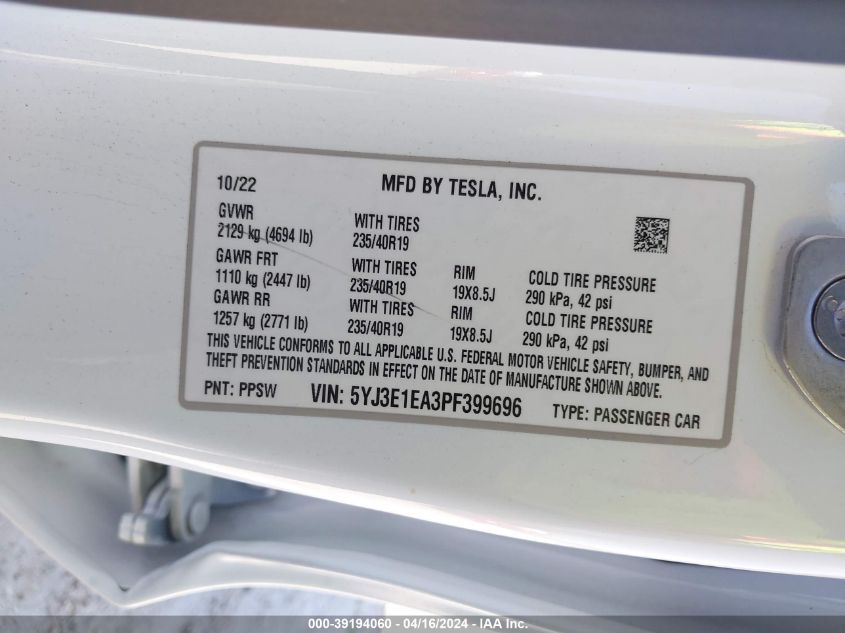 10/22 MFD BY TESLA, INC.
GVWR
2129 kg (4694 lb) WITH TIRES 235/40R19
GAWR FRT
1110 kg (2447 lb) WITH TIRES 235/40R19 RIM 19X8.5J COLD TIRE PRESSURE 290 kPa, 42 psi
GAWR RR
1257 kg (2771 lb) WITH TIRES 235/40R19 RIM 19X8.5J COLD TIRE PRESSURE 290 kPa, 42 psi
THIS VEHICLE CONFORMS TO ALL APPLICABLE U.S. FEDERAL MOTOR VEHICLE SAFETY, BUMPER, AND
THEFT PREVENTION STANDARDS IN EFFECT ON THE DATE OF MANUFACTURE SHOWN ABOVE.
PNT: PPSW VIN: 5YJ3E1EA3PF399696 TYPE: PASSENGER CAR
000-39194060 - 04/16/2024 - IAAI.com